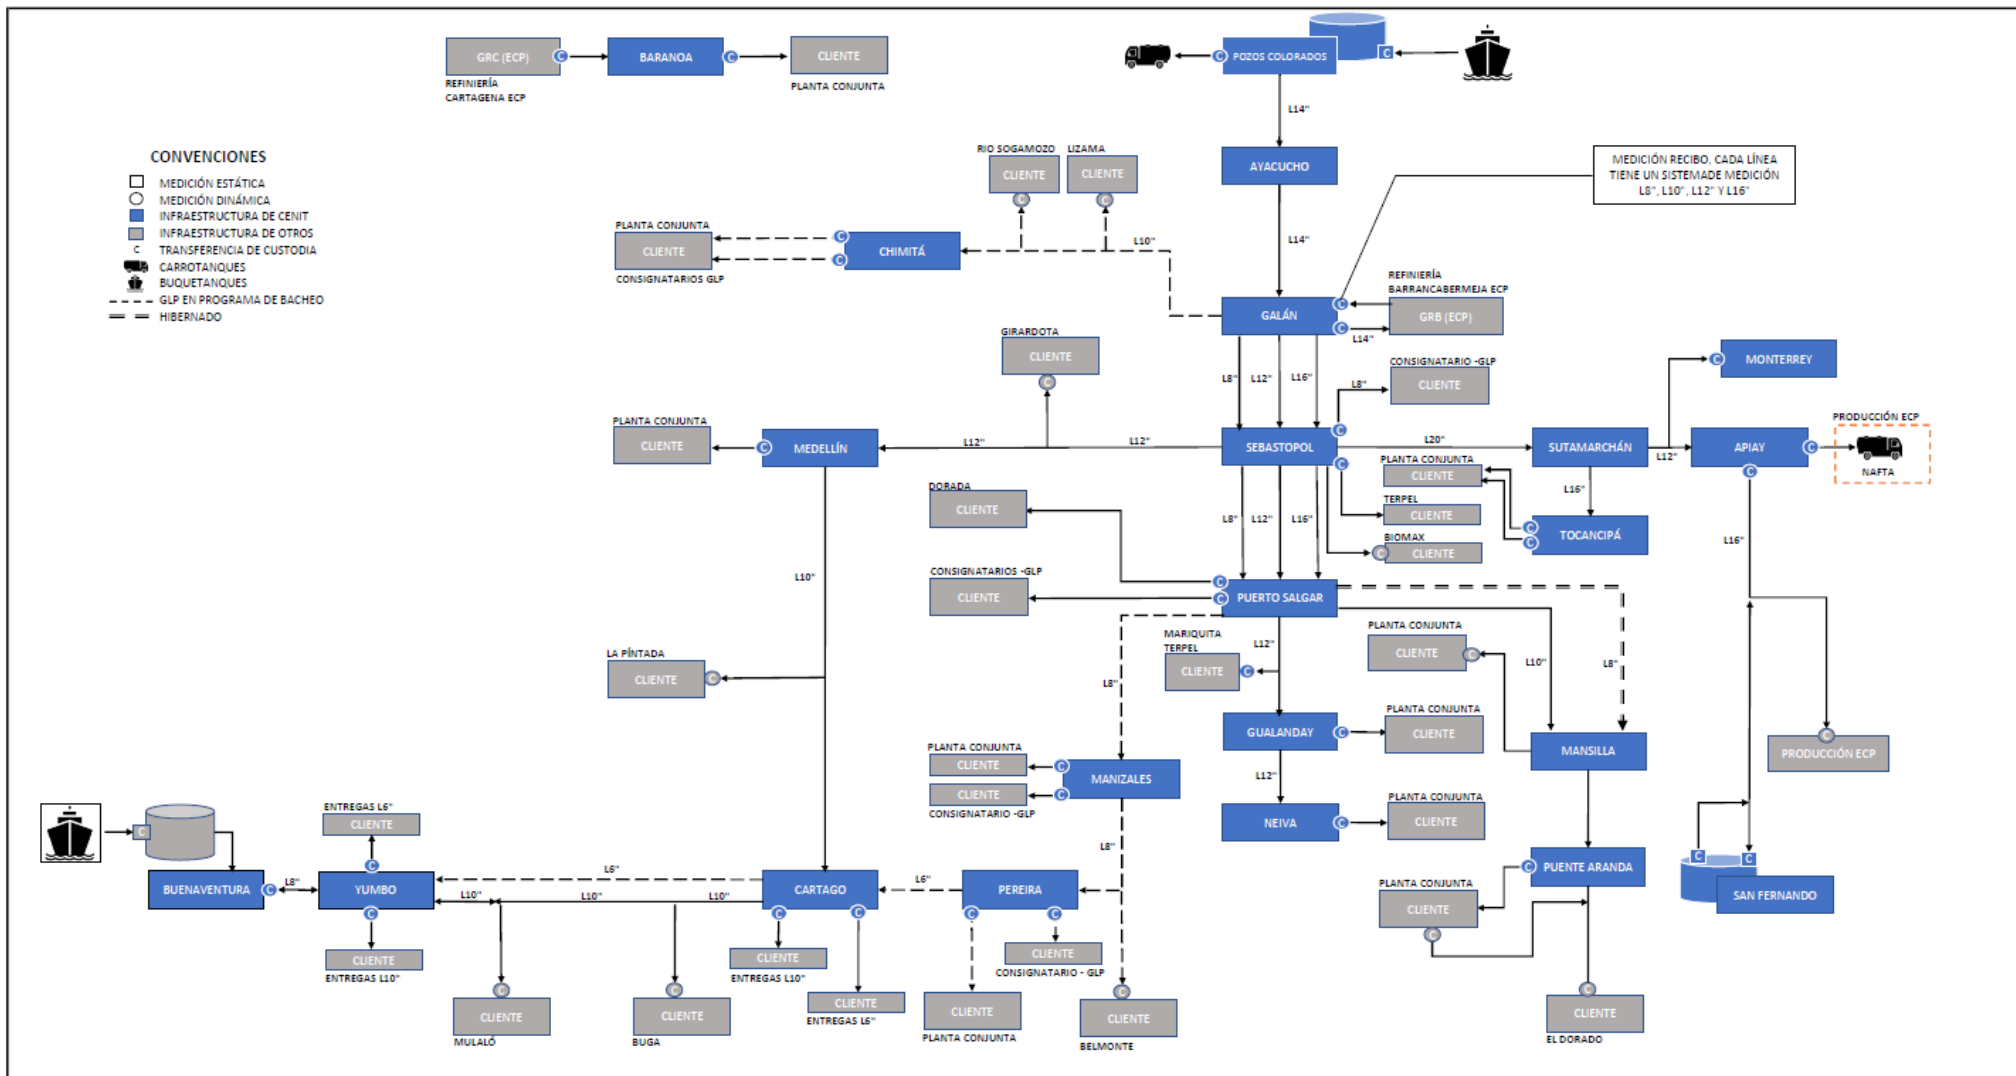 GRC (ECP)
C
BARANOA
C
CLIENTE
REFINIERÍA
CARTAGENA ECP
PLANTA CONJUNTA
C
POZOS COLORADOS
C
L14"
CONVENCIONES
MEDICIÓN ESTÁTICA
MEDICIÓN DINÁMICA
INFRAESTRUCTURA DE CENIT
INFRAESTRUCTURA DE OTROS
C TRANSFERENCIA DE CUSTODIA
CARROTANQUES
BUQUETANQUES
GLP EN PROGRAMA DE BACHEO
HIBERNADO
RIO SOGAMOZO
CLIENTE
C
LIZAMA
CLIENTE
C
AYACUCHO
MEDICIÓN RECIBO, CADA LÍNEA
TIENE UN SISTEMADE MEDICIÓN
L8", L10", L12" Y L16"
PLANTA CONJUNTA
CLIENTE
CONSIGNATARIOS GLP
C
C
CHIMITÁ
L10"
L14"
REFINIERÍA
BARRANCABERMEJA ECP
GALÁN
C
C
GRB (ECP)
L14"
GIRARDOTA
CLIENTE
C
L8"
L12"
L16"
CONSIGNATARIO -GLP
L8"
CLIENTE
C
MONTERREY
PLANTA CONJUNTA
CLIENTE
C
MEDELLÍN
L12"
L12"
SEBASTOPOL
C
C
L20"
SUTAMARCHÁN
L12"
APIAY
C
C
PRODUCCIÓN ECP
NAFTA
PLANTA CONJUNTA
CLIENTE
TERPEL
CLIENTE
BIOMAX
C
CLIENTE
L16"
C
C
TOCANCIPÁ
L16"
DORADA
CLIENTE
L8"
L12"
L16"
L10"
CONSIGNATARIOS -GLP
CLIENTE
C
C
PUERTO SALGAR
LA PÍNTADA
CLIENTE
C
MARIQUITA
TERPEL
CLIENTE
C
L12"
L8"
PLANTA CONJUNTA
CLIENTE
C
L10"
L8"
GUALANDAY
C
PLANTA CONJUNTA
CLIENTE
MANSILLA
C
PRODUCCIÓN ECP
PLANTA CONJUNTA
CLIENTE
C
CLIENTE
C
CONSIGNATARIO -GLP
MANIZALES
L12"
NEIVA
C
PLANTA CONJUNTA
CLIENTE
C
ENTREGAS L6"
CLIENTE
C
L8"
BUENAVENTURA
C
L8"
YUMBO
C
L6"
L10"
L10"
L10"
CARTAGO
C
C
L6"
PEREIRA
C
C
C
PUENTE ARANDA
C
C
SAN FERNANDO
PLANTA CONJUNTA
CLIENTE
C
CLIENTE
ENTREGAS L10"
CLIENTE
ENTREGAS L10"
CLIENTE
CONSIGNATARIO - GLP
C
CLIENTE
MULALÓ
C
CLIENTE
BUGA
CLIENTE
ENTREGAS L6"
CLIENTE
PLANTA CONJUNTA
C
CLIENTE
BELMONTE
C
CLIENTE
EL DORADO